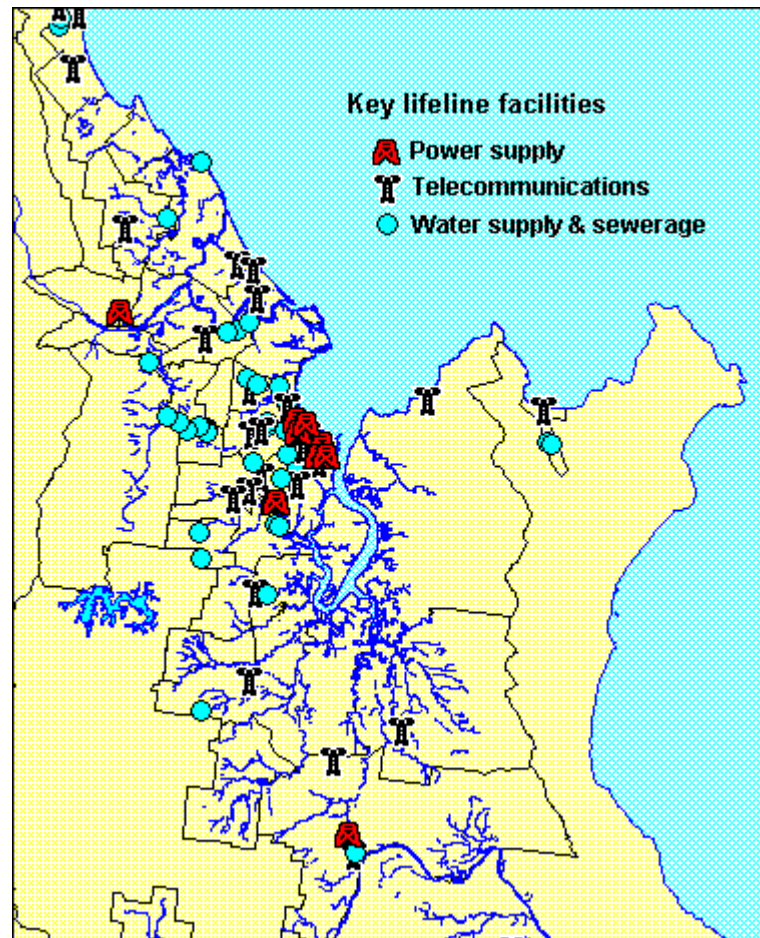 Key lifeline facilities
Power supply
Telecommunications
Water supply & sewerage